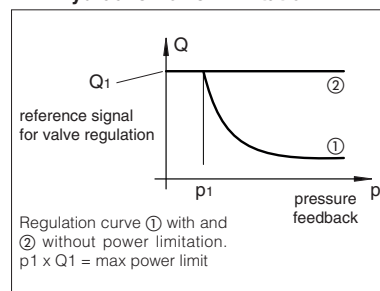 Q
Q1
②
reference signal
for valve regulation
①
p1
p
pressure
feedback
Regulation curve ① with and
② without power limitation.
p1 x Q1 = max power limit